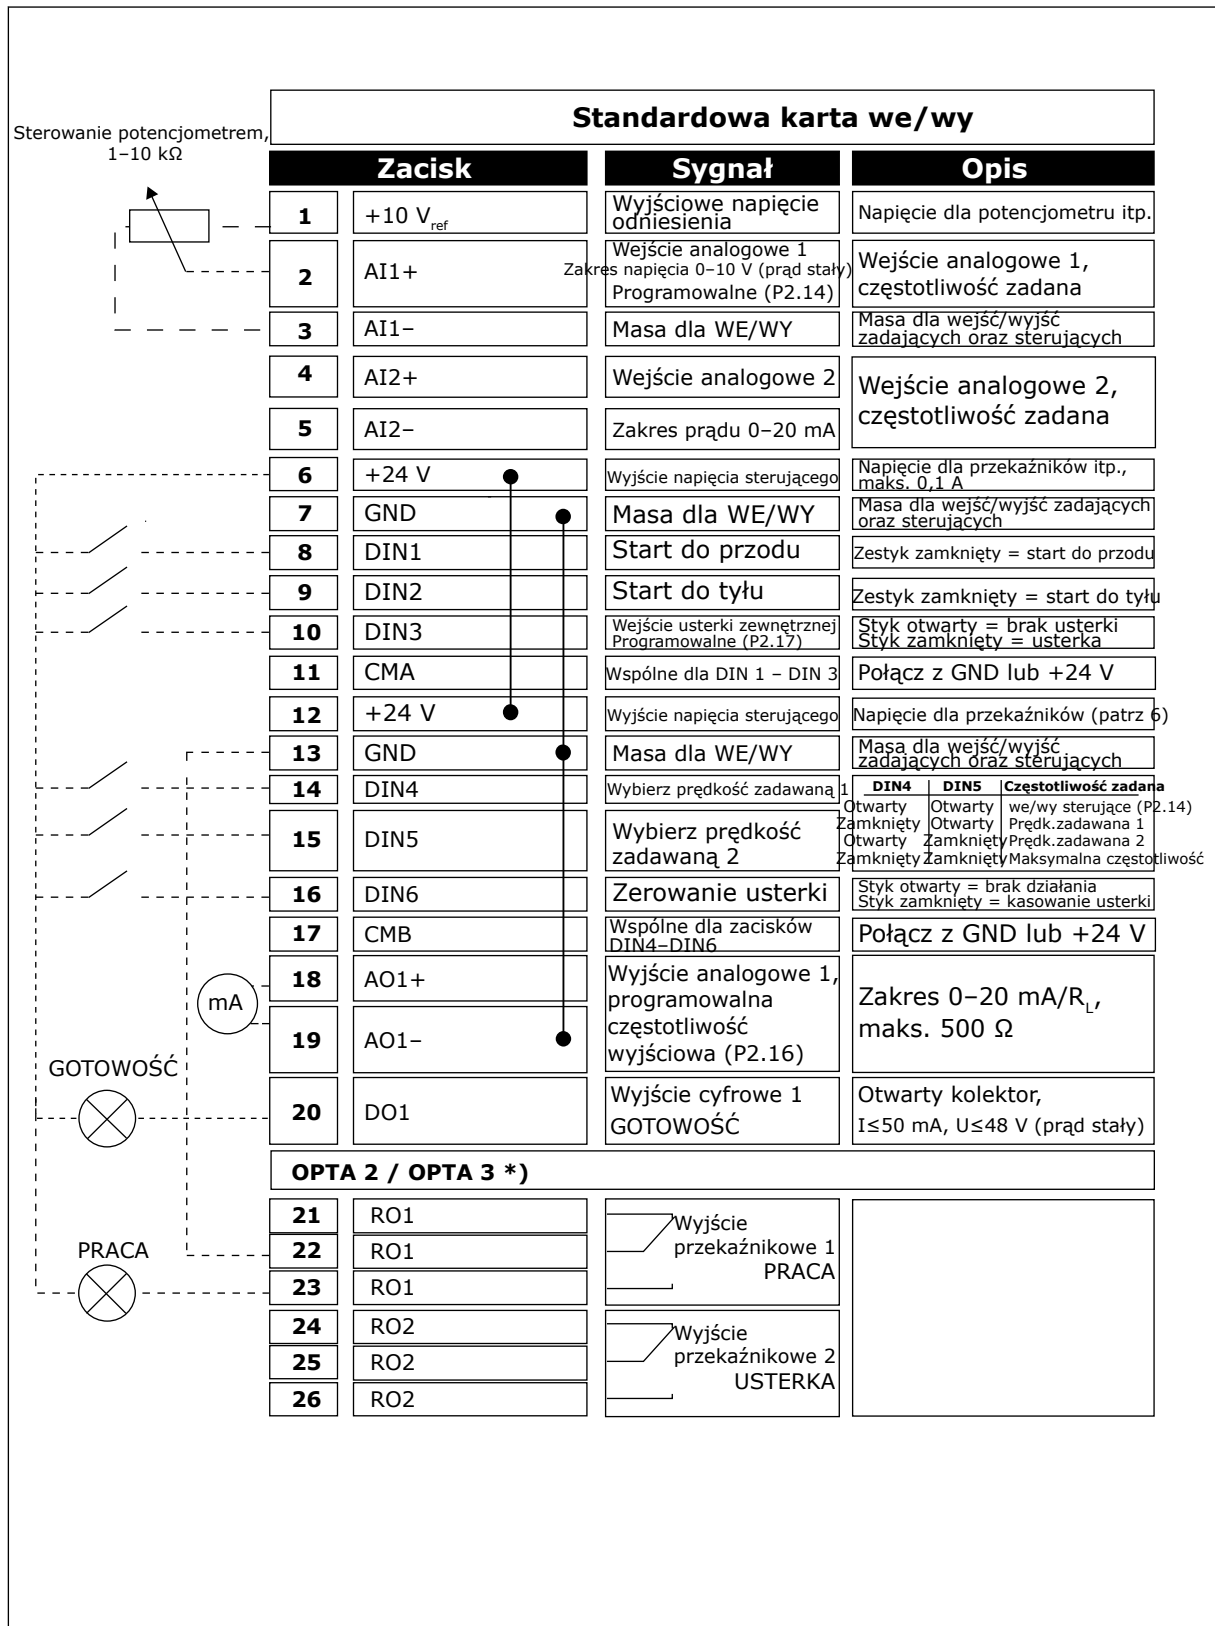 Standardowa karta we/wy
Sterowanie potencjometrem,
1–10 kΩ
Zacisk Sygnał Opis
1 +10 Vref Wyjściowe napięcie
odniesienia
Napięcie dla potencjometru itp.
2 AI1+ Wejście analogowe 1
Zakres napięcia 0–10 V (prąd stały)
Programowalne (P2.14)
Wejście analogowe 1,
częstotliwość zadana
3 AI1– Masa dla WE/WY
Masa dla wejść/wyjść
zadających oraz sterujących
4 AI2+ Wejście analogowe 2
Wejście analogowe 2,
częstotliwość zadana
5 AI2– Zakres prądu 0–20 mA
6 +24 V Wyjście napięcia sterującego
Napięcie dla przekaźników itp.,
maks. 0,1 A
7 GND Masa dla WE/WY
Masa dla wejść/wyjść zadających
oraz sterujących
8 DIN1 Start do przodu Zestyk zamknięty = start do przodu
9 DIN2 Start do tyłu Zestyk zamknięty = start do tyłu
10 DIN3 Wejście usterki zewnętrznej
Programowalne (P2.17)
Styk otwarty = brak usterki
Styk zamknięty = usterka
11 CMA Wspólne dla DIN 1 – DIN 3 Połącz z GND lub +24 V
12 +24 V Wyjście napięcia sterującego Napięcie dla przekaźników (patrz 6)
13 GND Masa dla WE/WY
Masa dla wejść/wyjść
zadających oraz sterujących
14 DIN4 Wybierz prędkość zadawaną 1
15 DIN5 Wybierz prędkość
zadawaną 2
DIN4 DIN5 Częstotliwość zadana
Otwarty Otwarty we/wy sterujące (P2.14)
Zamknięty Otwarty Prędk.zadawana 1
Otwarty Zamknięty Prędk.zadawana 2
Zamknięty Zamknięty Maksymalna częstotliwość
16 DIN6 Zerowanie usterki
Styk otwarty = brak działania
Styk zamknięty = kasowanie usterki
17 CMB Wspólne dla zacisków
DIN4–DIN6
Połącz z GND lub +24 V
mA
18 AO1+
19 AO1–
Wyjście analogowe 1,
programowalna
częstotliwość
wyjściowa (P2.16)
Zakres 0–20 mA/RL,
maks. 500 Ω
GOTOWOŚĆ
20 DO1 Wyjście cyfrowe 1
GOTOWOŚĆ
Otwarty kolektor,
I≤50 mA, U≤48 V (prąd stały)
OPTA 2 / OPTA 3 *)
PRACA
21 RO1
22 RO1
23 RO1
Wyjście
przekaźnikowe 1
PRACA
24 RO2
25 RO2
26 RO2
Wyjście
przekaźnikowe 2
USTERKA